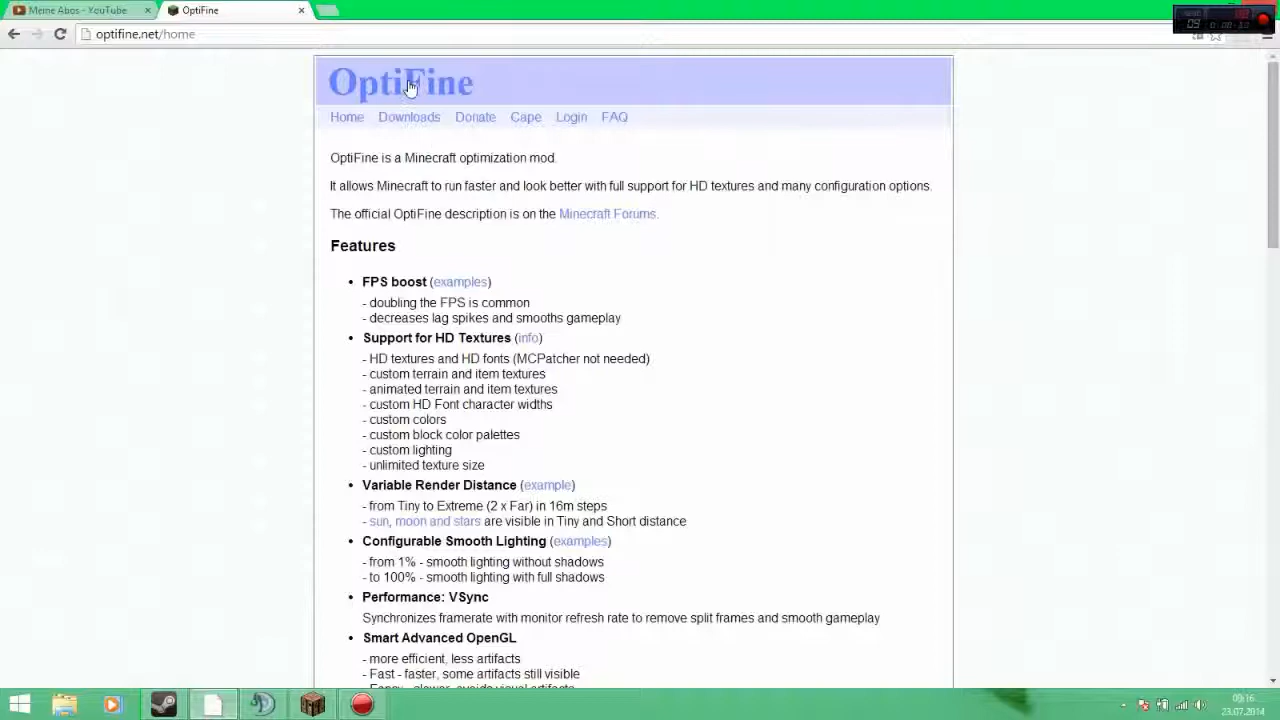 Meine Abos - YouTube
OptiFine
optifine.net/home
OptiFine
Home Downloads Donate Cape Login FAQ
OptiFine is a Minecraft optimization mod.
It allows Minecraft to run faster and look better with full support for HD textures and many configuration options.
The official OptiFine description is on the Minecraft Forums.
Features
• FPS boost (examples)
- doubling the FPS is common
- decreases lag spikes and smooths gameplay
• Support for HD Textures (info)
- HD textures and HD fonts (MCPatcher not needed)
- custom terrain and item textures
- animated terrain and item textures
- custom HD Font character widths
- custom colors
- custom block color palettes
- custom lighting
- unlimited texture size
• Variable Render Distance (example)
- from Tiny to Extreme (2 x Far) in 16m steps
- sun, moon and stars are visible in Tiny and Short distance
• Configurable Smooth Lighting (examples)
- from 1% - smooth lighting without shadows
- to 100% - smooth lighting with full shadows
• Performance: VSync
Synchronizes framerate with monitor refresh rate to remove split frames and smooth gameplay
• Smart Advanced OpenGL
- more efficient, less artifacts
- Fast - faster, some artifacts still visible
23.07.2014